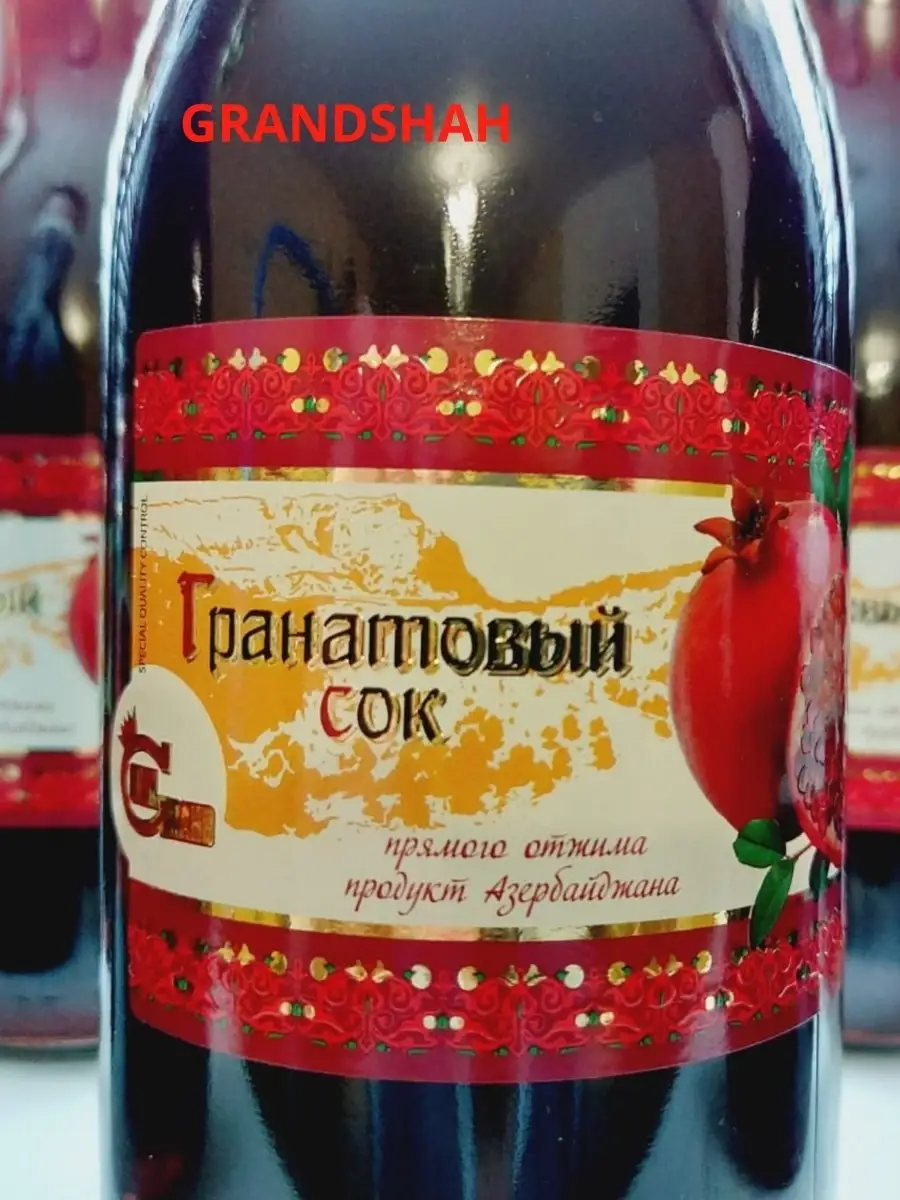 GRANDSHAH
SPECIAL QUALITY CONTROL
Гранатовый
сок
прямого отжима
продукт Азербайджана